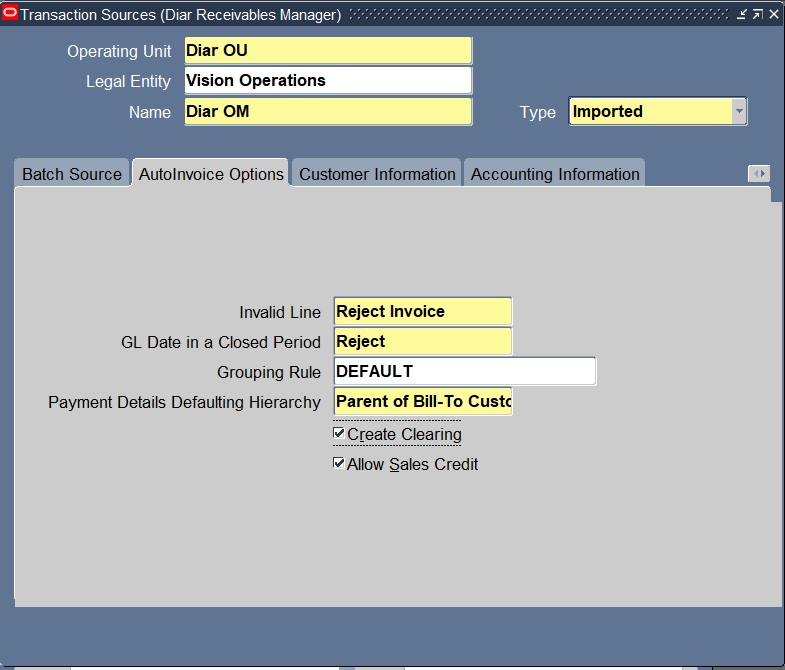 Transaction Sources (Diar Receivables Manager)
Operating Unit Diar OU
Legal Entity Vision Operations
Name Diar OM Type Imported
Batch Source AutoInvoice Options Customer Information Accounting Information
Invalid Line Reject Invoice
GL Date in a Closed Period Reject
Grouping Rule DEFAULT
Payment Details Defaulting Hierarchy Parent of Bill-To Custo
Create Clearing
Allow Sales Credit